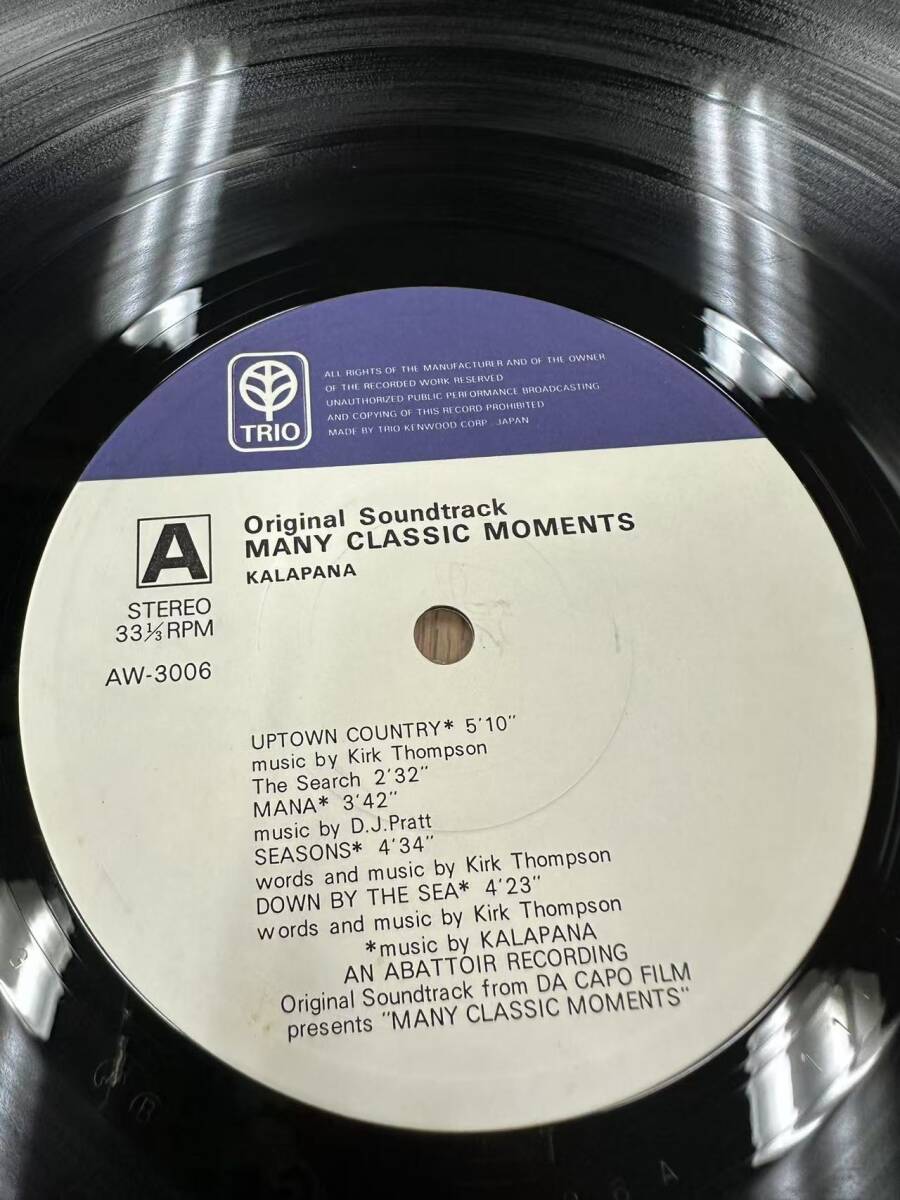 TRIO
ALL RIGHTS OF THE MANUFACTURER AND OF THE OWNER
OF THE RECORDED WORK RESERVED
UNAUTHORIZED PUBLIC PERFORMANCE BROADCASTING
AND COPYING OF THIS RECORD PROHIBITED
MADE BY TRIO KENWOOD CORP., JAPAN
A
STEREO
33⅓ RPM
AW-3006
Original Soundtrack
MANY CLASSIC MOMENTS
KALAPANA
UPTOWN COUNTRY* 5'10"
music by Kirk Thompson
The Search 2'32"
MANA* 3'42"
music by D.J.Pratt
SEASONS* 4'34"
words and music by Kirk Thompson
DOWN BY THE SEA* 4'23"
words and music by Kirk Thompson
*music by KALAPANA
AN ABATTOIR RECORDING
Original Soundtrack from DA CAPO FILM
presents "MANY CLASSIC MOMENTS"